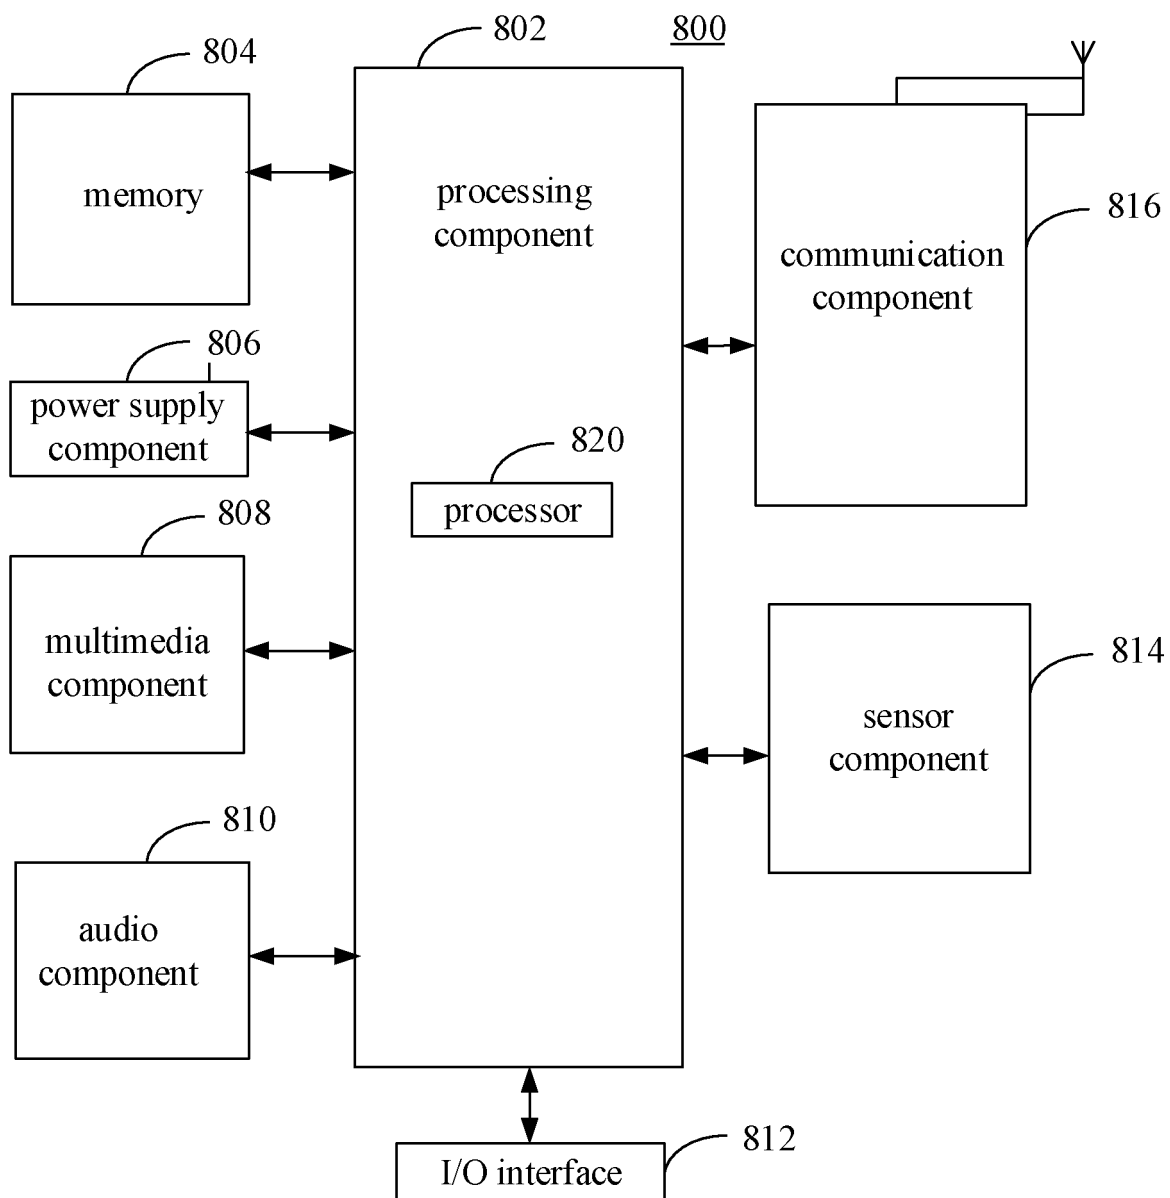 802
800
804
memory
processing
component
816
communication
component
806
power supply
component
820
processor
808
multimedia
component
814
sensor
component
810
audio
component
812
I/O interface